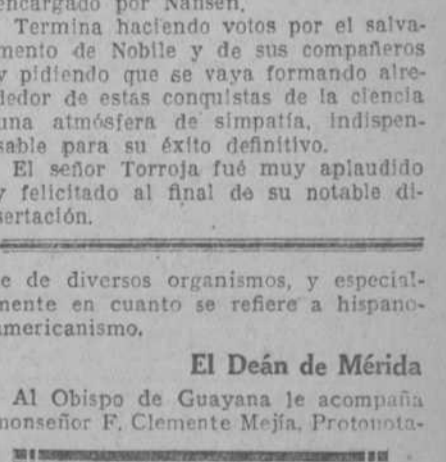 encargado por Nansen.
Termina haciendo votos por el salva-
mento de Nobile y de sus compañeros
y pidiendo que se vaya formando alre-
dedor de estas conquistas de la ciencia
una atmósfera de simpatía, indispen-
sable para su éxito definitivo.
El señor Torroja fué muy aplaudido
y felicitado al final de su notable di-
sertación.
e de diversos organismos, y especial-
mente en cuanto se refiere a hispano-
americanismo.
El Deán de Mérida
Al Obispo de Guayana le acompaña
monseñor F. Clemente Mejía, Protonota-